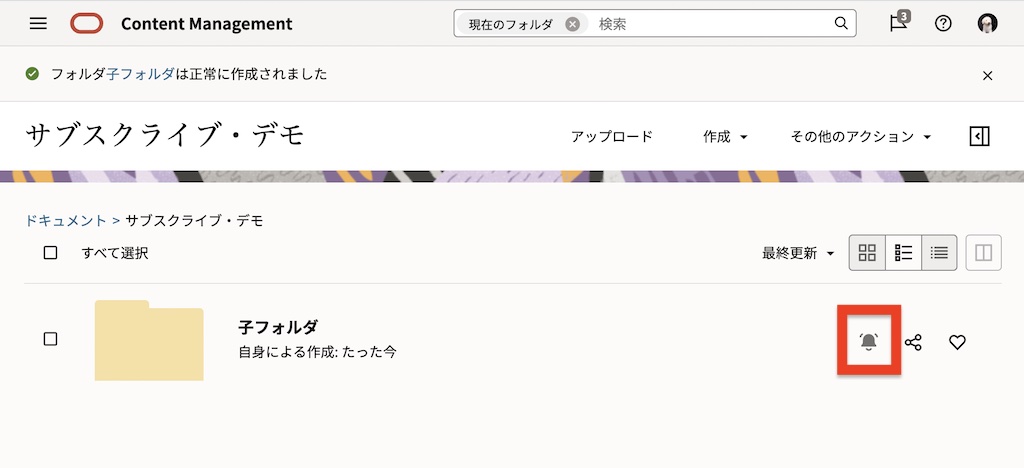 Content Management
現在のフォルダ 検索
3
フォルダ子フォルダは正常に作成されました
サブスクライブ・デモ
アップロード 作成 その他のアクション
ドキュメント > サブスクライブ・デモ
すべて選択
最終更新
子フォルダ
自身による作成: たった今